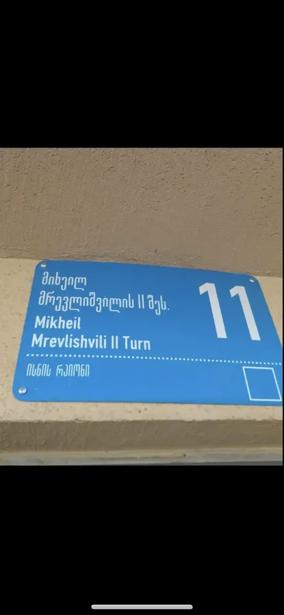 მიხეილ
მრევლიშვილის II შეს.
Mikheil
Mrevlishvili II Turn
11
ისნის რაიონი